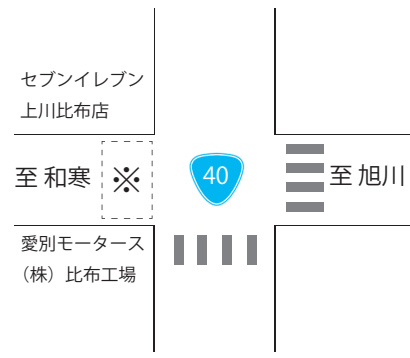 セブンイレブン
上川比布店
至 和寒
※
40
至 旭川
愛別モータース
（株）比布工場